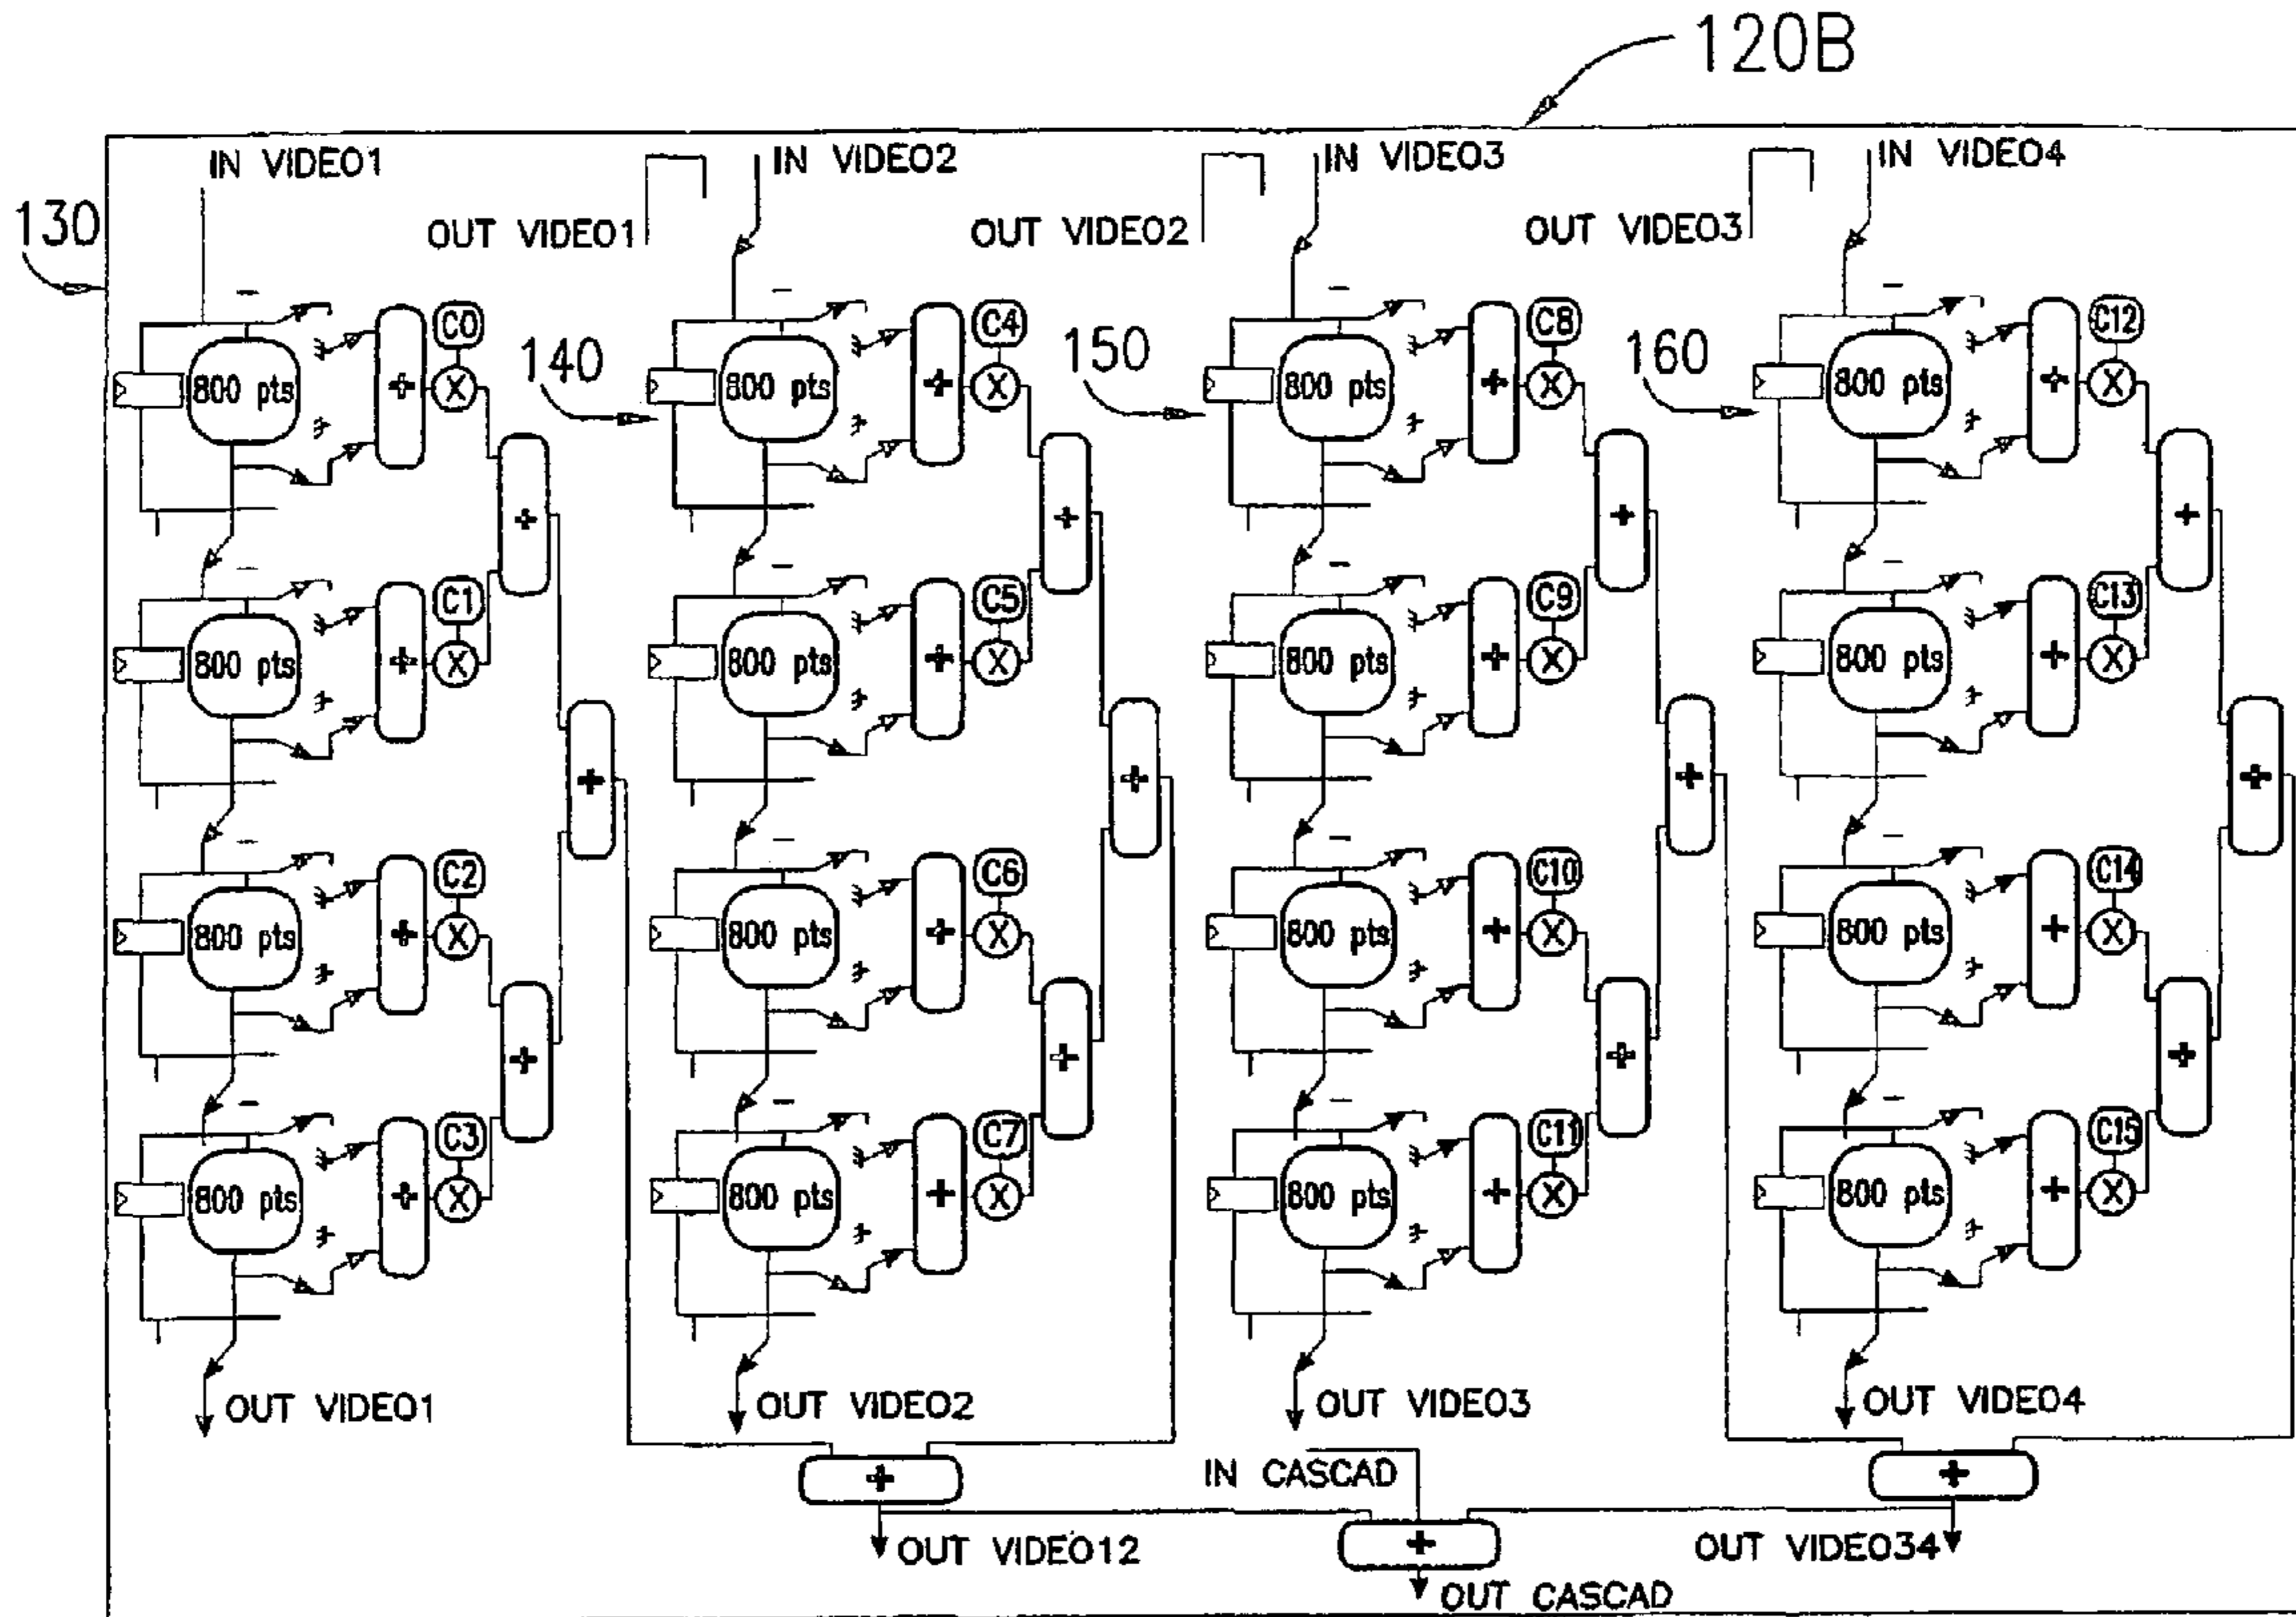 120B
IN VIDEO1
IN VIDEO2
IN VIDEO3
IN VIDEO4
130
OUT VIDEO1
OUT VIDEO2
OUT VIDEO3
- - - -
C0 C4 C8 C12
140 150 160
800 pts + X 800 pts + X 800 pts + X 800 pts + X
+ + + +
- - - -
C1 C5 C9 C13
800 pts + X 800 pts + X 800 pts + X 800 pts + X
+ + + +
- - - -
C2 C6 C10 C14
800 pts + X 800 pts + X 800 pts + X 800 pts + X
+ + + +
- - - -
C3 C7 C11 C15
800 pts + X 800 pts + X 800 pts + X 800 pts + X
OUT VIDEO1
OUT VIDEO2
OUT VIDEO3
OUT VIDEO4
+ IN CASCAD +
OUT VIDEO12 + OUT VIDEO34
OUT CASCAD